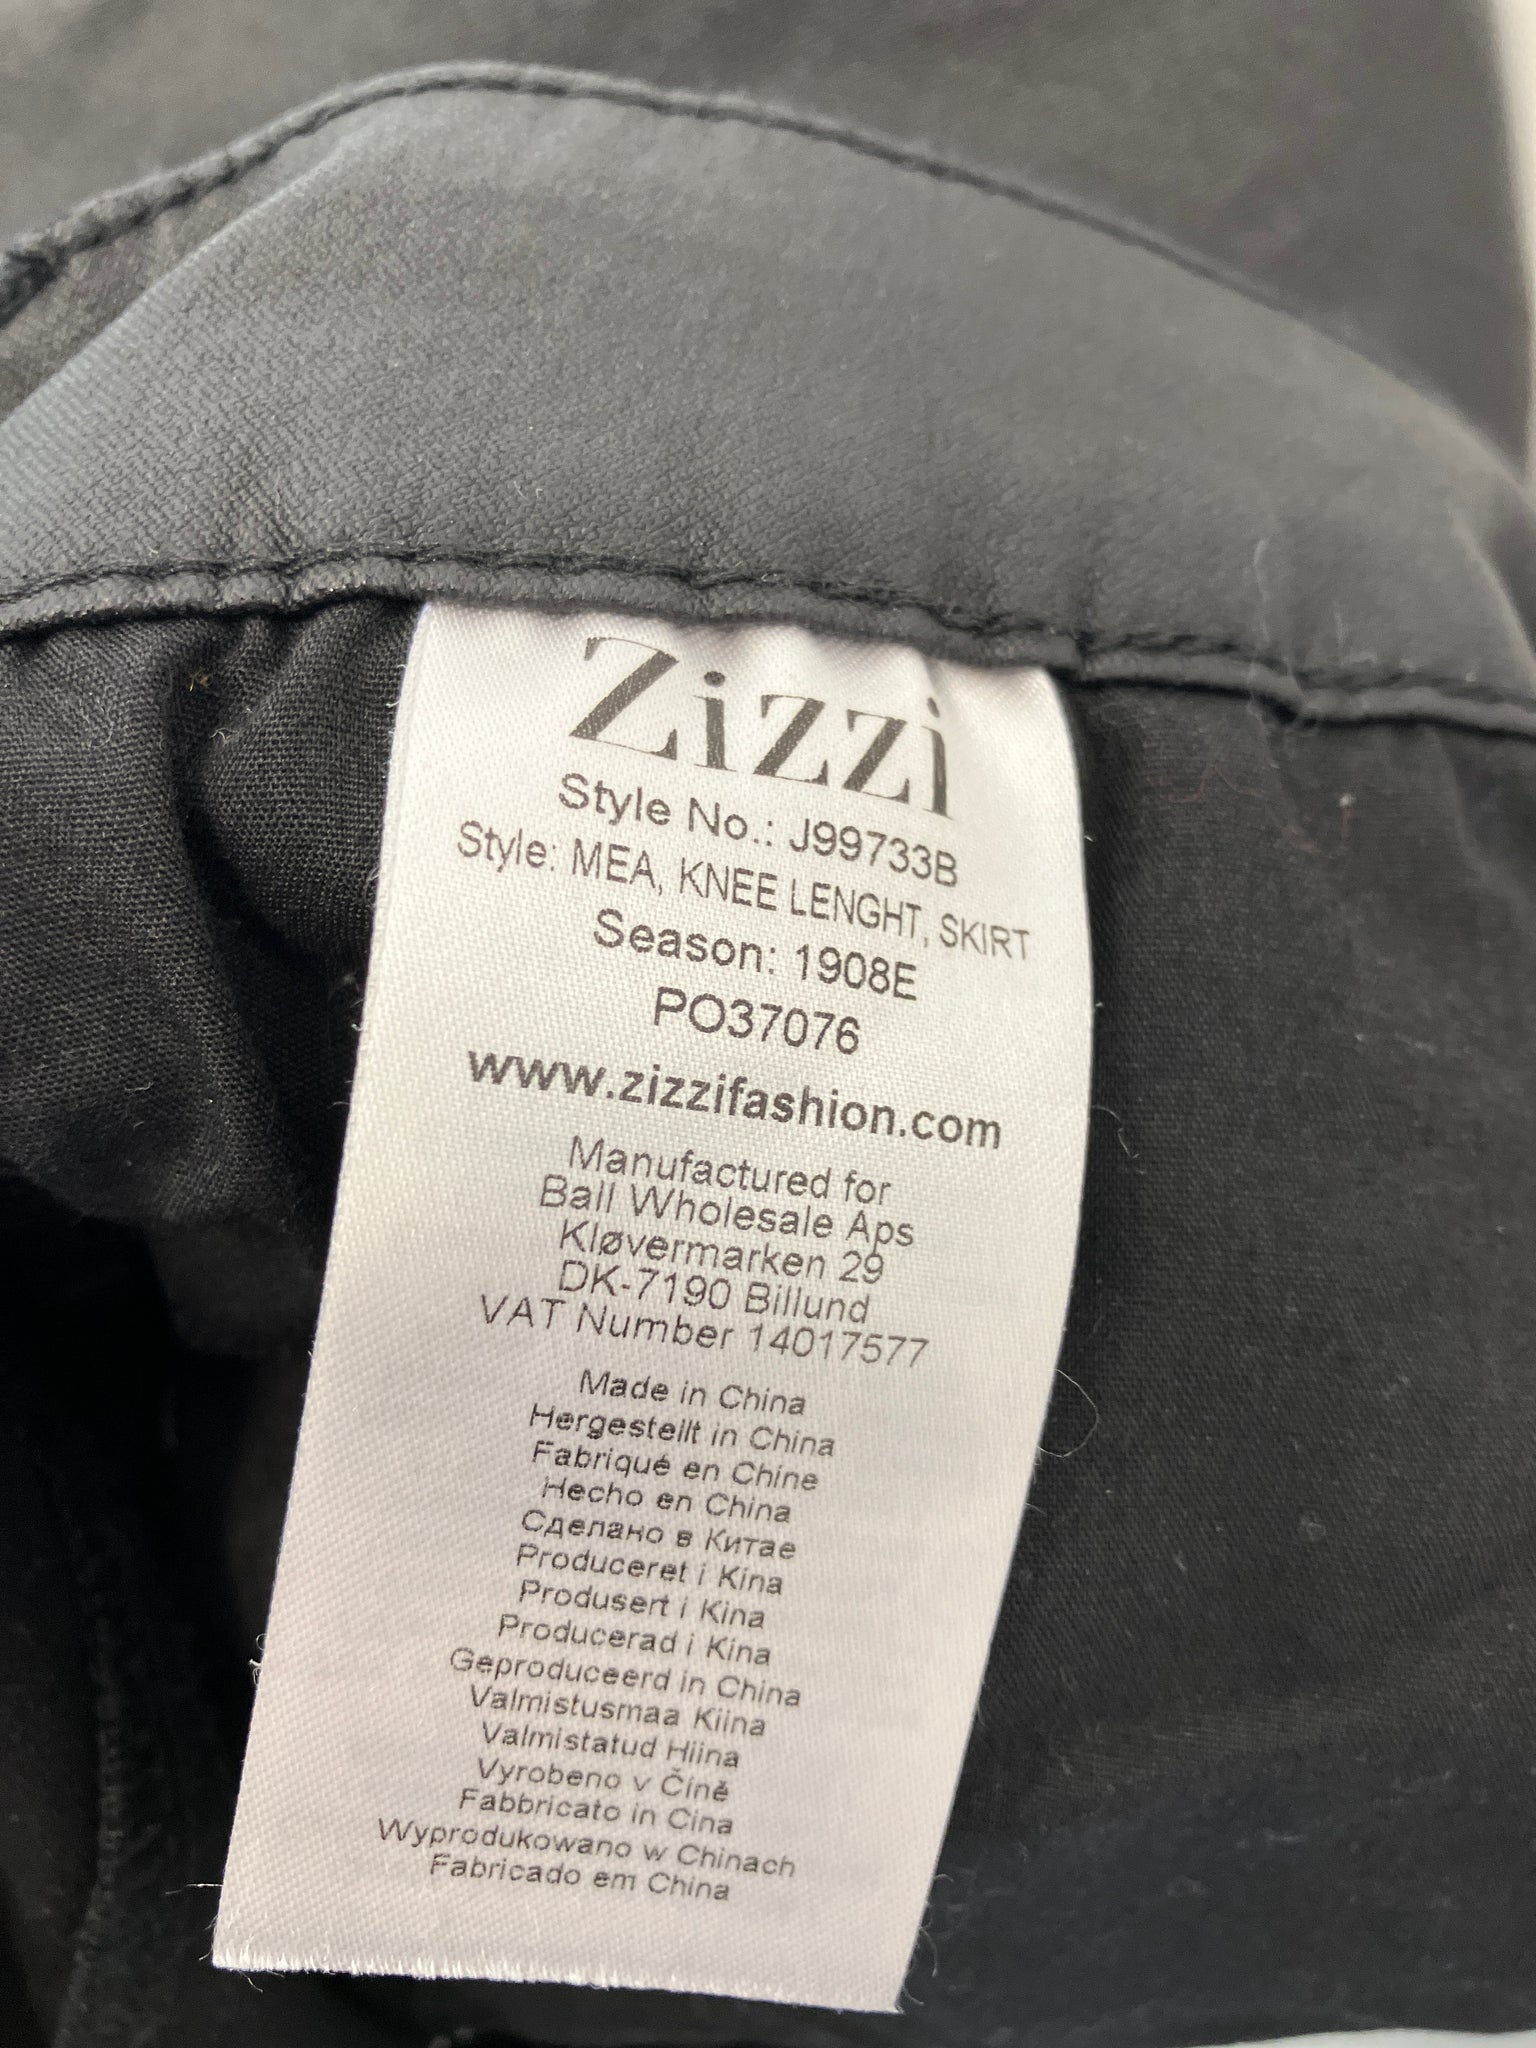 Zizzi
Style No.: J99733B
Style: MEA, KNEE LENGHT, SKIRT
Season: 1908E
PO37076
www.zizzifashion.com
Manufactured for
Ball Wholesale Aps
Kløvermarken 29
DK-7190 Billund
VAT Number 14017577
Made in China
Hergestellt in China
Fabriqué en Chine
Hecho en China
Сделано в Китае
Produceret i Kina
Produsert i Kina
Producerad i Kina
Geproduceerd in China
Valmistusmaa Kiina
Valmistatud Hiina
Vyrobeno v Číně
Fabbricato in Cina
Wyprodukowano w Chinach
Fabricado em China